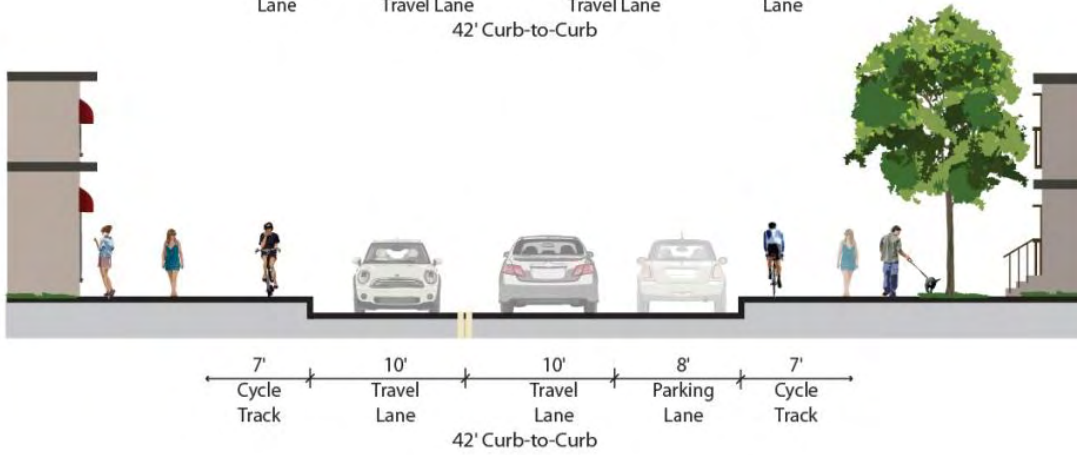 Lane Travel Lane Travel Lane Lane
42' Curb-to-Curb
7' 10' 10' 8' 7'
Cycle Travel Travel Parking Cycle
Track Lane Lane Lane Track
42' Curb-to-Curb